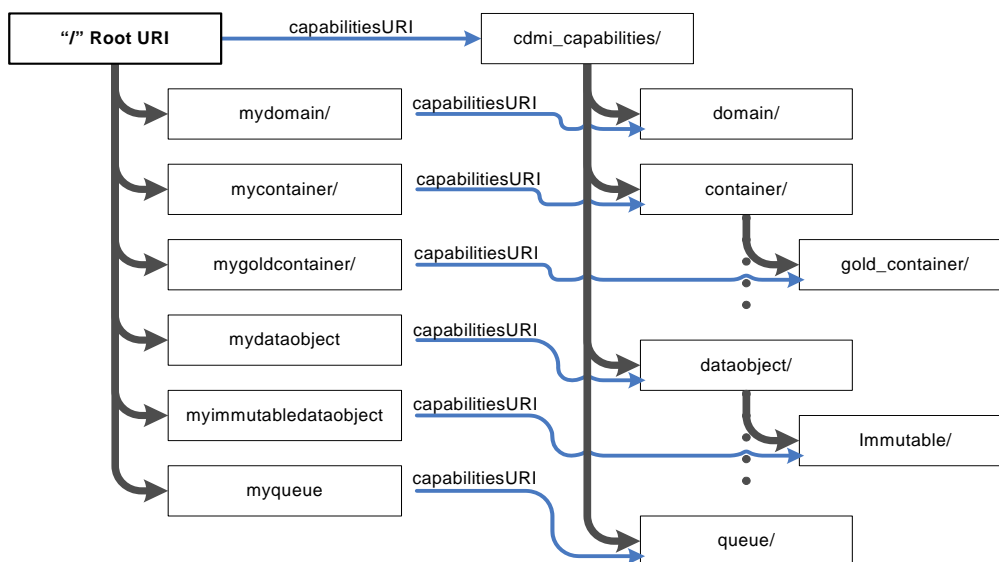 “/” Root URI
capabilitiesURI
cdmi_capabilities/
mydomain/
capabilitiesURI
domain/
mycontainer/
capabilitiesURI
container/
mygoldcontainer/
capabilitiesURI
gold_container/
mydataobject
capabilitiesURI
dataobject/
myimmutabledataobject
capabilitiesURI
Immutable/
myqueue
capabilitiesURI
queue/